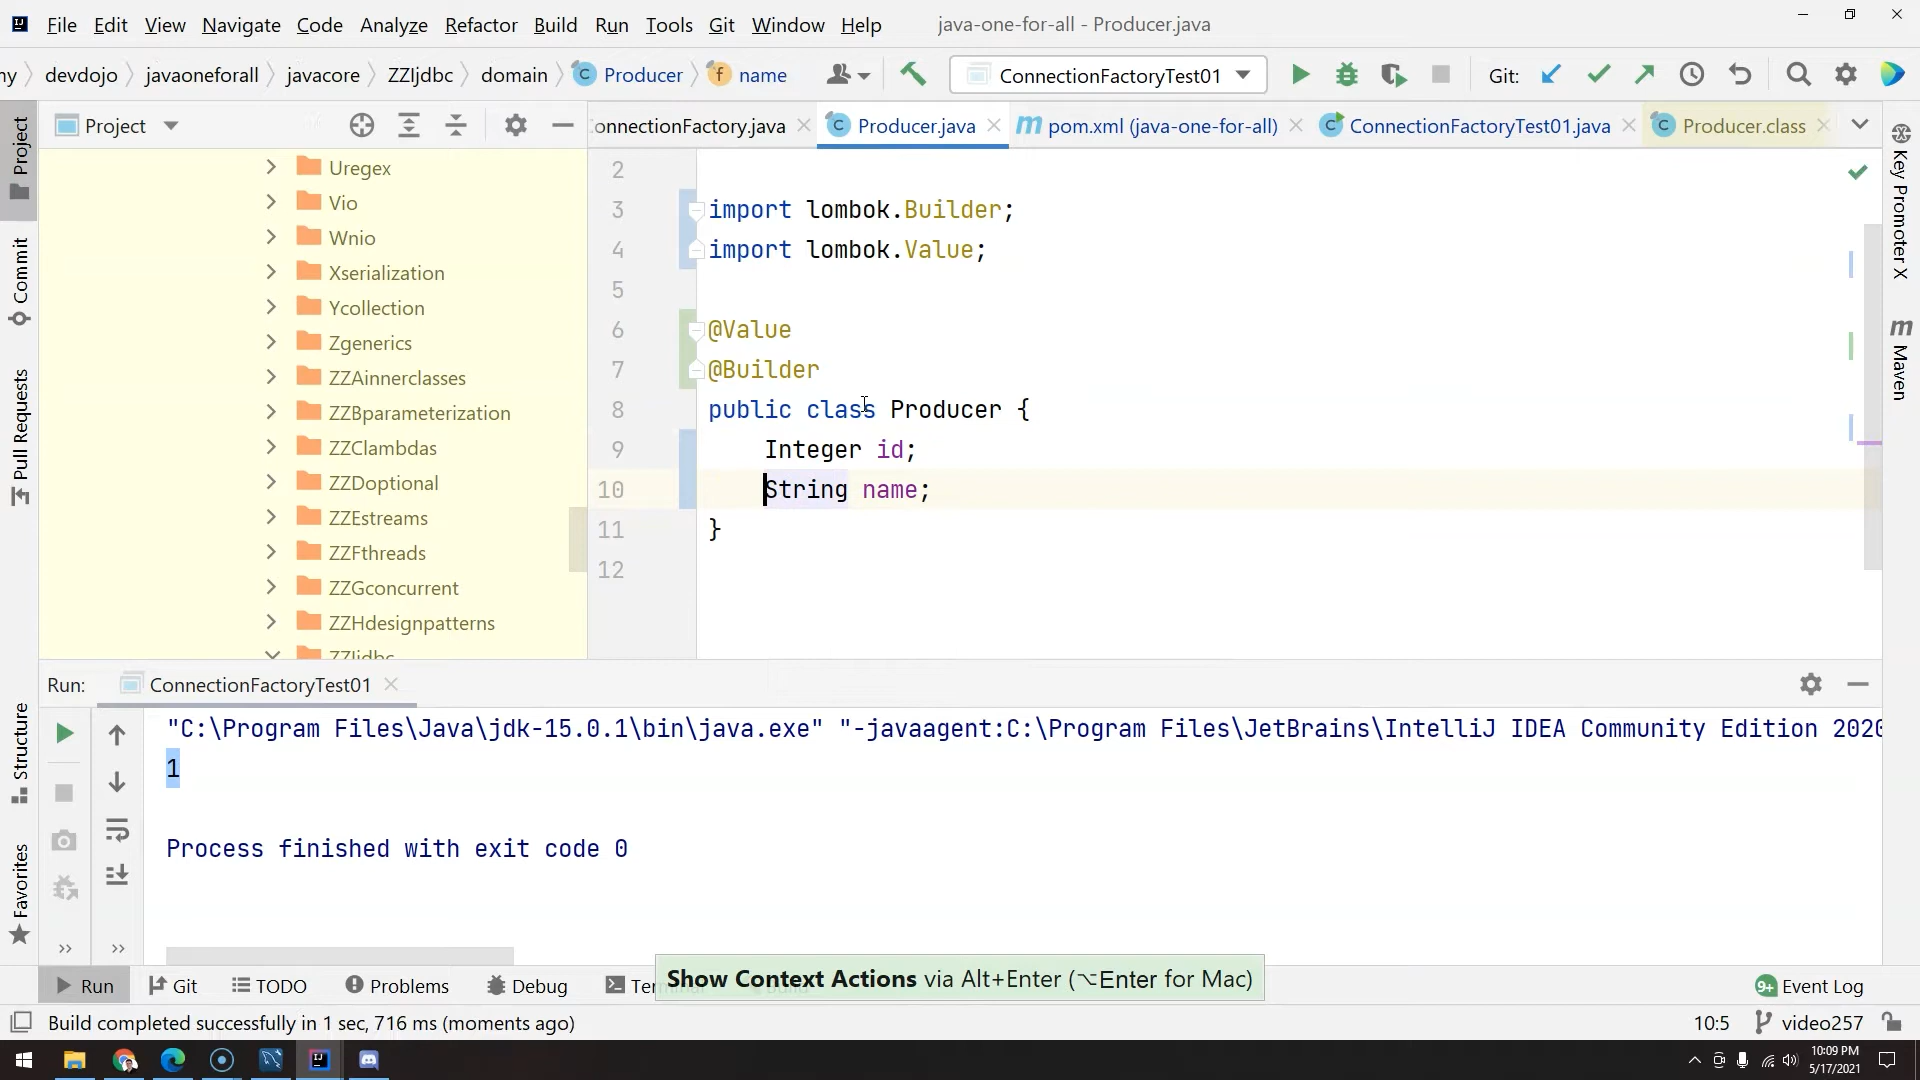 File Edit View Navigate Code Analyze Refactor Build Run Tools Git Window Help java-one-for-all - Producer.java
ny devdojo javaoneforall javacore ZZIjdbc domain Producer name ConnectionFactoryTest01 Git:
Project
onnectionFactory.java Producer.java pom.xml (java-one-for-all) ConnectionFactoryTest01.java Producer.class
Project
Commit
Pull Requests
Structure
Favorites
Uregex
Vio
Wnio
Xserialization
Ycollection
Zgenerics
ZZAinnerclasses
ZZBparameterization
ZZClambdas
ZZDoptional
ZZEstreams
ZZFthreads
ZZGconcurrent
ZZHdesignpatterns
ZZIjdbc
2
3 import lombok.Builder;
4 import lombok.Value;
5
6 @Value
7 @Builder
8 public class Producer {
9 Integer id;
10 String name;
11 }
12
Key Promoter X
Maven
Run: ConnectionFactoryTest01
"C:\Program Files\Java\jdk-15.0.1\bin\java.exe" "-javaagent:C:\Program Files\JetBrains\IntelliJ IDEA Community Edition 2020
1
Process finished with exit code 0
Show Context Actions via Alt+Enter (⌥Enter for Mac)
Run Git TODO Problems Debug Event Log
9+
Build completed successfully in 1 sec, 716 ms (moments ago) 10:5 video257
10:09 PM
5/17/2021